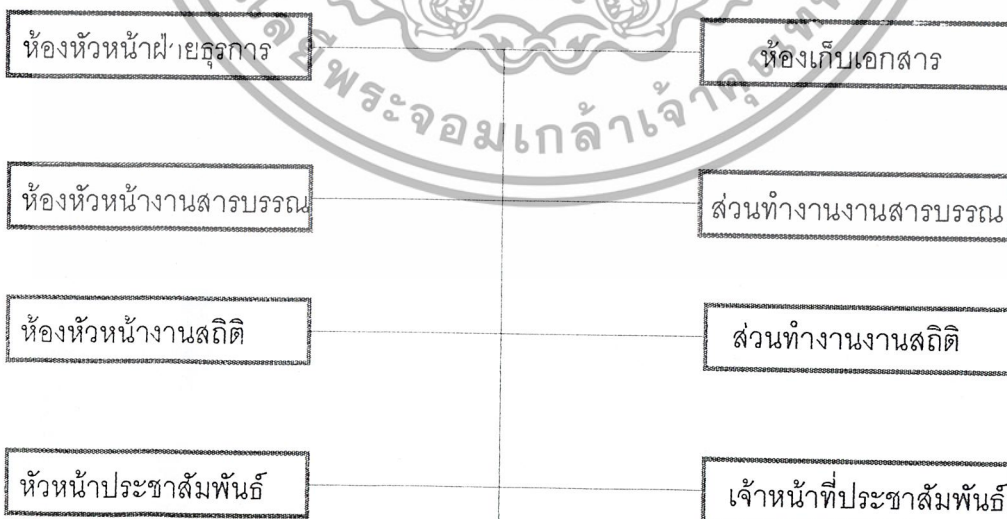 ห้องหัวหน้าฝ่ายธุรการ
ห้องเก็บเอกสาร
พระจอมเกล้าเจ้าคุณ
ห้องหัวหน้างานสารบรรณ
ส่วนทำงานงานสารบรรณ
ห้องหัวหน้างานสถิติ
ส่วนทำงานงานสถิติ
หัวหน้าประชาสัมพันธ์
เจ้าหน้าที่ประชาสัมพันธ์